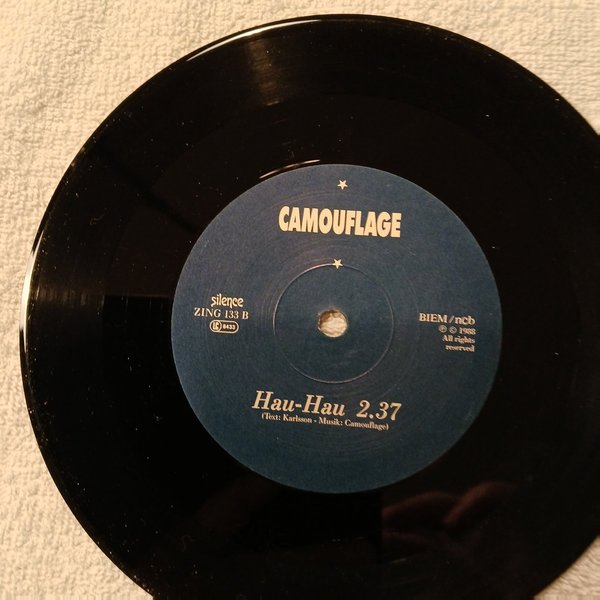 CAMOUFLAGE
silence
ZING 133 B
LC 8433
BIEM/ncb
℗ © 1988
All rights
reserved
Hau-Hau 2.37
(Text: Karlsson - Musik: Camouflage)